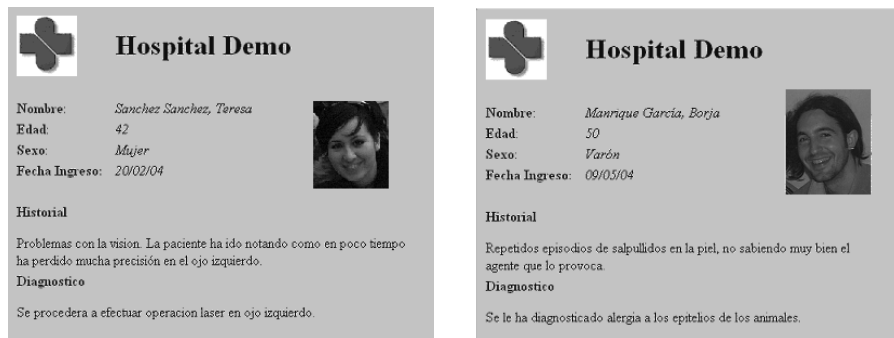 Hospital Demo
Nombre: Sanchez Sanchez, Teresa
Edad: 42
Sexo: Mujer
Fecha Ingreso: 20/02/04
Historial
Problemas con la vision. La paciente ha ido notando como en poco tiempo
ha perdido mucha precisión en el ojo izquierdo.
Diagnostico
Se procedera a efectuar operacion laser en ojo izquierdo.
Hospital Demo
Nombre: Manrique García, Borja
Edad: 50
Sexo: Varón
Fecha Ingreso: 09/05/04
Historial
Repetidos episodios de salpullidos en la piel, no sabiendo muy bien el
agente que lo provoca.
Diagnostico
Se le ha diagnosticado alergia a los epitelios de los animales.